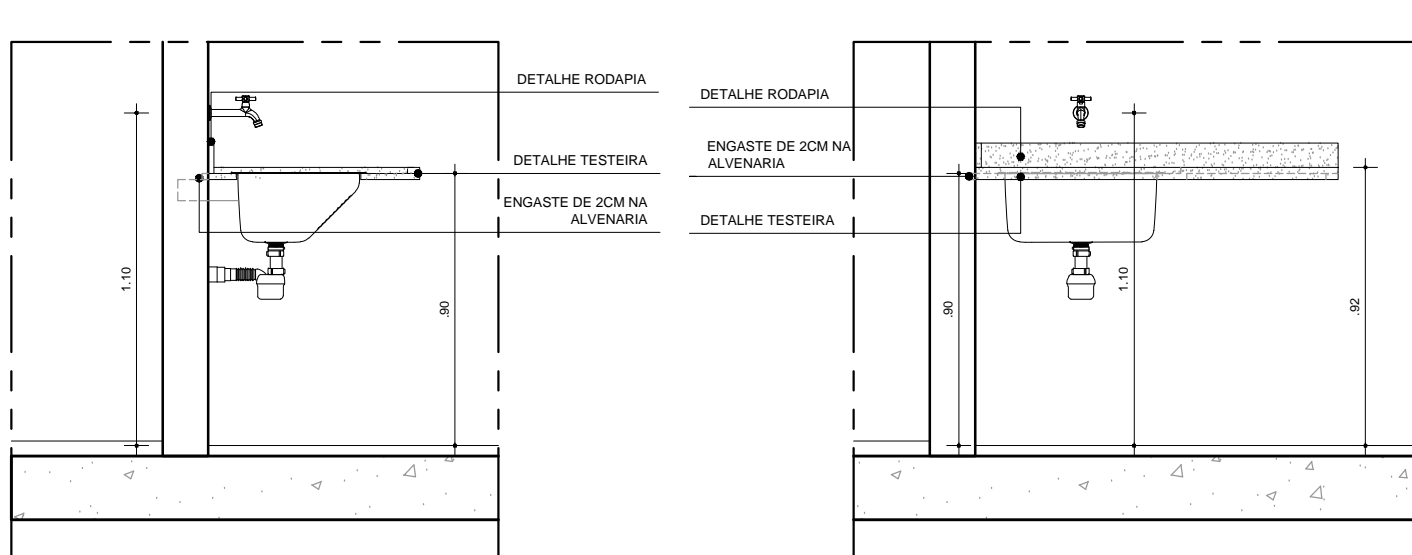 DETALHE RODAPIA
DETALHE TESTEIRA
ENGASTE DE 2CM NA
ALVENARIA
1.10
.90
DETALHE RODAPIA
ENGASTE DE 2CM NA
ALVENARIA
DETALHE TESTEIRA
.90
1.10
.92